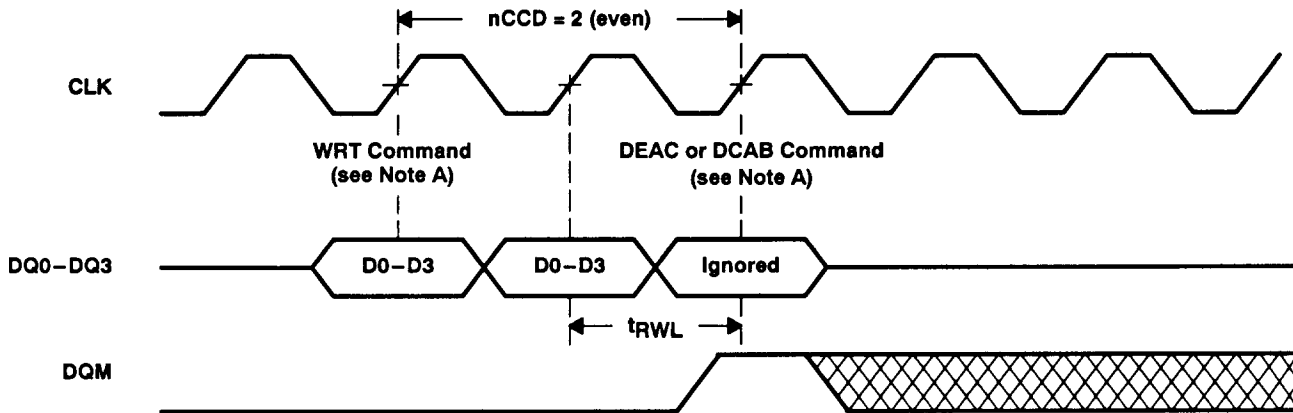 nCCD = 2 (even)
CLK
WRT Command
(see Note A)
DEAC or DCAB Command
(see Note A)
DQ0–DQ3
D0–D3
D0–D3
Ignored
tRWL
DQM